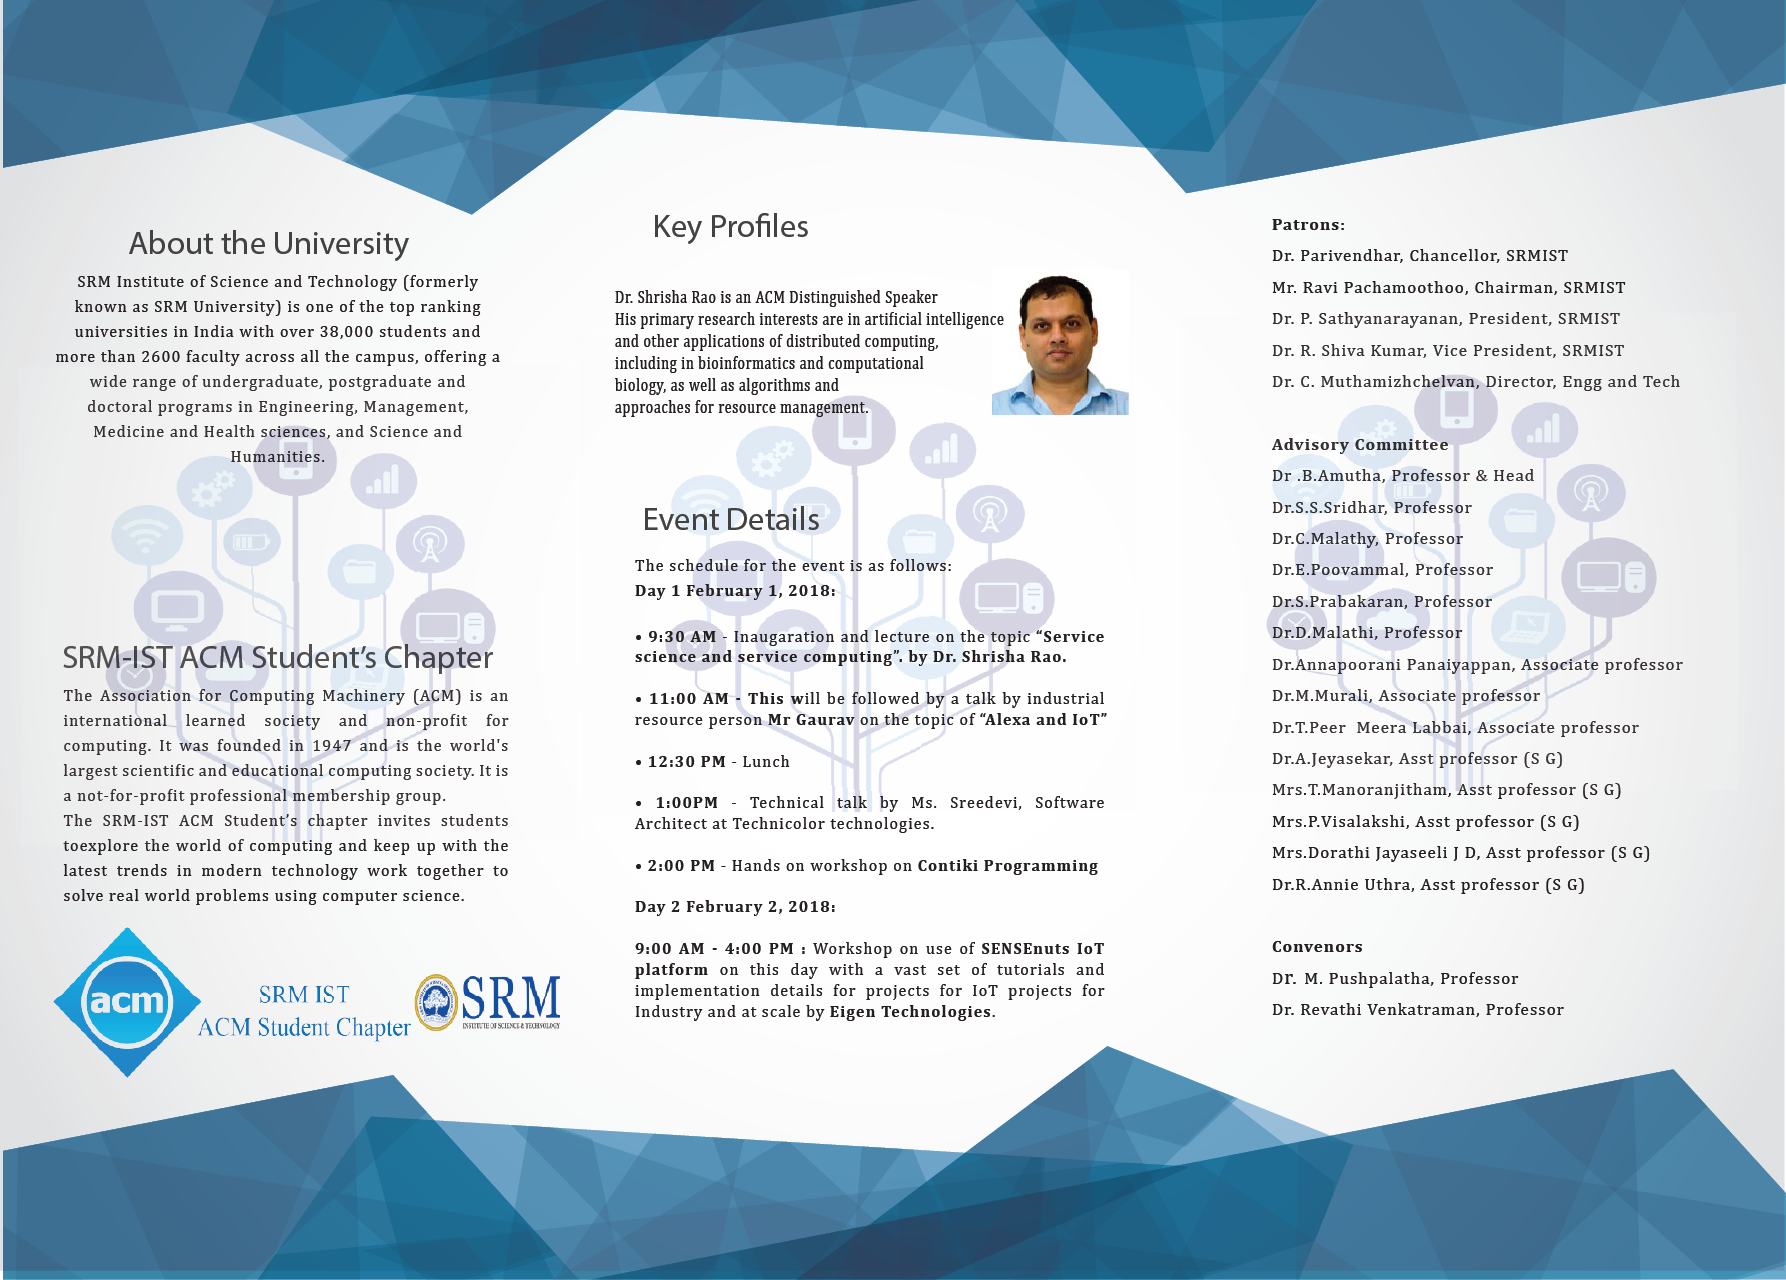 About the University
SRM Institute of Science and Technology (formerly
known as SRM University) is one of the top ranking
universities in India with over 38,000 students and
more than 2600 faculty across all the campus, offering a
wide range of undergraduate, postgraduate and
doctoral programs in Engineering, Management,
Medicine and Health sciences, and Science and
Humanities.
SRM-IST ACM Student’s Chapter
The Association for Computing Machinery (ACM) is an
international learned society and non-profit for
computing. It was founded in 1947 and is the world's
largest scientific and educational computing society. It is
a not-for-profit professional membership group.
The SRM-IST ACM Student’s chapter invites students
toexplore the world of computing and keep up with the
latest trends in modern technology work together to
solve real world problems using computer science.
acm
SRM IST
ACM Student Chapter
SRM
INSTITUTE OF SCIENCE & TECHNOLOGY
Key Profiles
Dr. Shrisha Rao is an ACM Distinguished Speaker
His primary research interests are in artificial intelligence
and other applications of distributed computing,
including in bioinformatics and computational
biology, as well as algorithms and
approaches for resource management.
Event Details
The schedule for the event is as follows:
Day 1 February 1, 2018:
• 9:30 AM - Inaugaration and lecture on the topic “Service
science and service computing”. by Dr. Shrisha Rao.
• 11:00 AM - This will be followed by a talk by industrial
resource person Mr Gaurav on the topic of “Alexa and IoT”
• 12:30 PM - Lunch
• 1:00PM - Technical talk by Ms. Sreedevi, Software
Architect at Technicolor technologies.
• 2:00 PM - Hands on workshop on Contiki Programming
Day 2 February 2, 2018:
9:00 AM - 4:00 PM : Workshop on use of SENSEnuts IoT
platform on this day with a vast set of tutorials and
implementation details for projects for IoT projects for
Industry and at scale by Eigen Technologies.
Patrons:
Dr. Parivendhar, Chancellor, SRMIST
Mr. Ravi Pachamoothoo, Chairman, SRMIST
Dr. P. Sathyanarayanan, President, SRMIST
Dr. R. Shiva Kumar, Vice President, SRMIST
Dr. C. Muthamizhchelvan, Director, Engg and Tech
Advisory Committee
Dr .B.Amutha, Professor & Head
Dr.S.S.Sridhar, Professor
Dr.C.Malathy, Professor
Dr.E.Poovammal, Professor
Dr.S.Prabakaran, Professor
Dr.D.Malathi, Professor
Dr.Annapoorani Panaiyappan, Associate professor
Dr.M.Murali, Associate professor
Dr.T.Peer Meera Labbai, Associate professor
Dr.A.Jeyasekar, Asst professor (S G)
Mrs.T.Manoranjitham, Asst professor (S G)
Mrs.P.Visalakshi, Asst professor (S G)
Mrs.Dorathi Jayaseeli J D, Asst professor (S G)
Dr.R.Annie Uthra, Asst professor (S G)
Convenors
Dr. M. Pushpalatha, Professor
Dr. Revathi Venkatraman, Professor